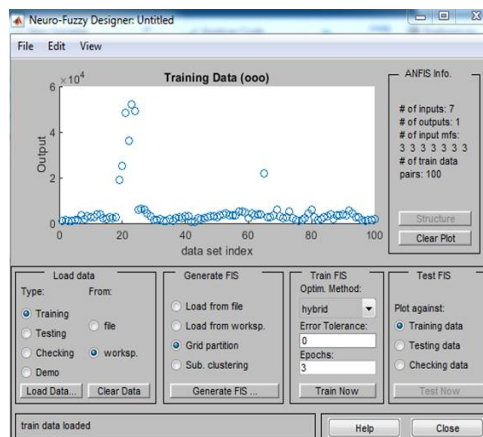 Neuro-Fuzzy Designer: Untitled
File Edit View
×10⁴
Training Data (ooo)
6
4
2
0
Output
0 20 40 60 80 100
data set index
ANFIS Info.
# of inputs: 7
# of outputs: 1
# of input mfs:
3 3 3 3 3 3 3
# of train data
pairs: 100
Structure
Clear Plot
Load data
Type: From:
Training
Testing
Checking
Demo
file
worksp.
Load Data... Clear Data
Generate FIS
Load from file
Load from worksp.
Grid partition
Sub. clustering
Generate FIS ...
Train FIS
Optim. Method:
hybrid
Error Tolerance:
0
Epochs:
3
Train Now
Test FIS
Plot against:
Training data
Testing data
Checking data
Test Now
train data loaded
Help Close